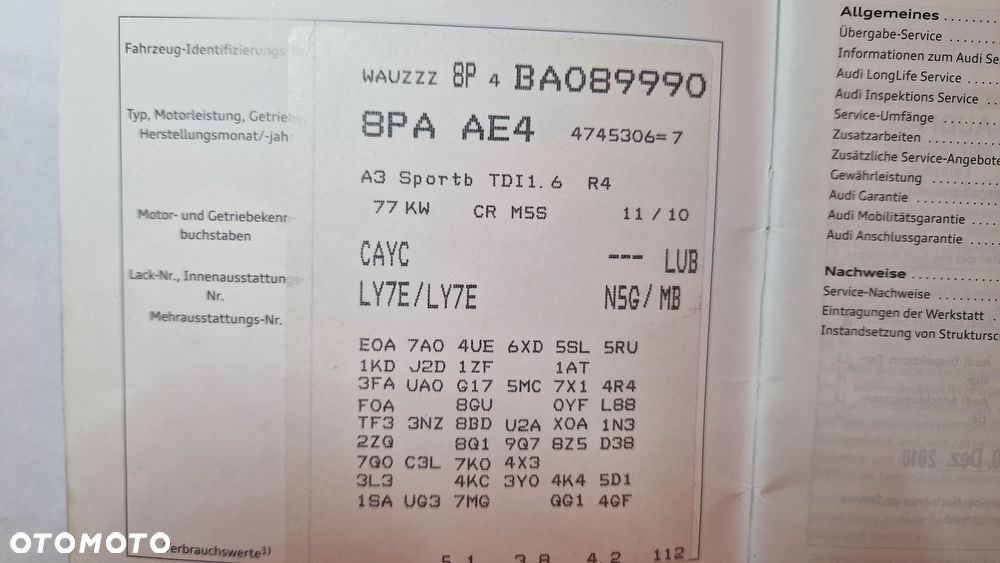 Fahrzeug-Identifizierungs-Nr.
WAUZZZ 8P 4 BA089990
Typ, Motorleistung, Getriebe,
Herstellungsmonat/-jahr
8PA AE4 4745306=7
A3 Sportb TDI1.6 R4
77 KW CR M5S 11/10
Motor- und Getriebekenn-
buchstaben
CAYC --- LUB
Lack-Nr., Innenausstattungs-
Nr.
LY7E/LY7E N5G/MB
Mehrausstattungs-Nr.
E0A 7A0 4UE 6XD 5SL 5RU
1KD J2D 1ZF 1AT
3FA UA0 G17 5MC 7X1 4R4
F0A 8GU 0YF L88
TF3 3NZ 8BD U2A X0A 1N3
2ZQ 8Q1 9Q7 8Z5 D38
7Q0 C3L 7K0 4X3
3L3 4KC 3Y0 4K4 5D1
1SA UG3 7MG QG1 4GF
Verbrauchswerte1)
5.1 3.8 4.2 112
Allgemeines
Übergabe-Service
Informationen zum Audi Se
Audi LongLife Service
Audi Inspektions Service
Service-Umfänge
Zusatzarbeiten
Zusätzliche Service-Angebote
Gewährleistung
Audi Garantie
Audi Mobilitätsgarantie
Audi Anschlussgarantie
Nachweise
Service-Nachweise
Eintragungen der Werkstatt
Instandsetzung von Struktursc
OTOMOTO